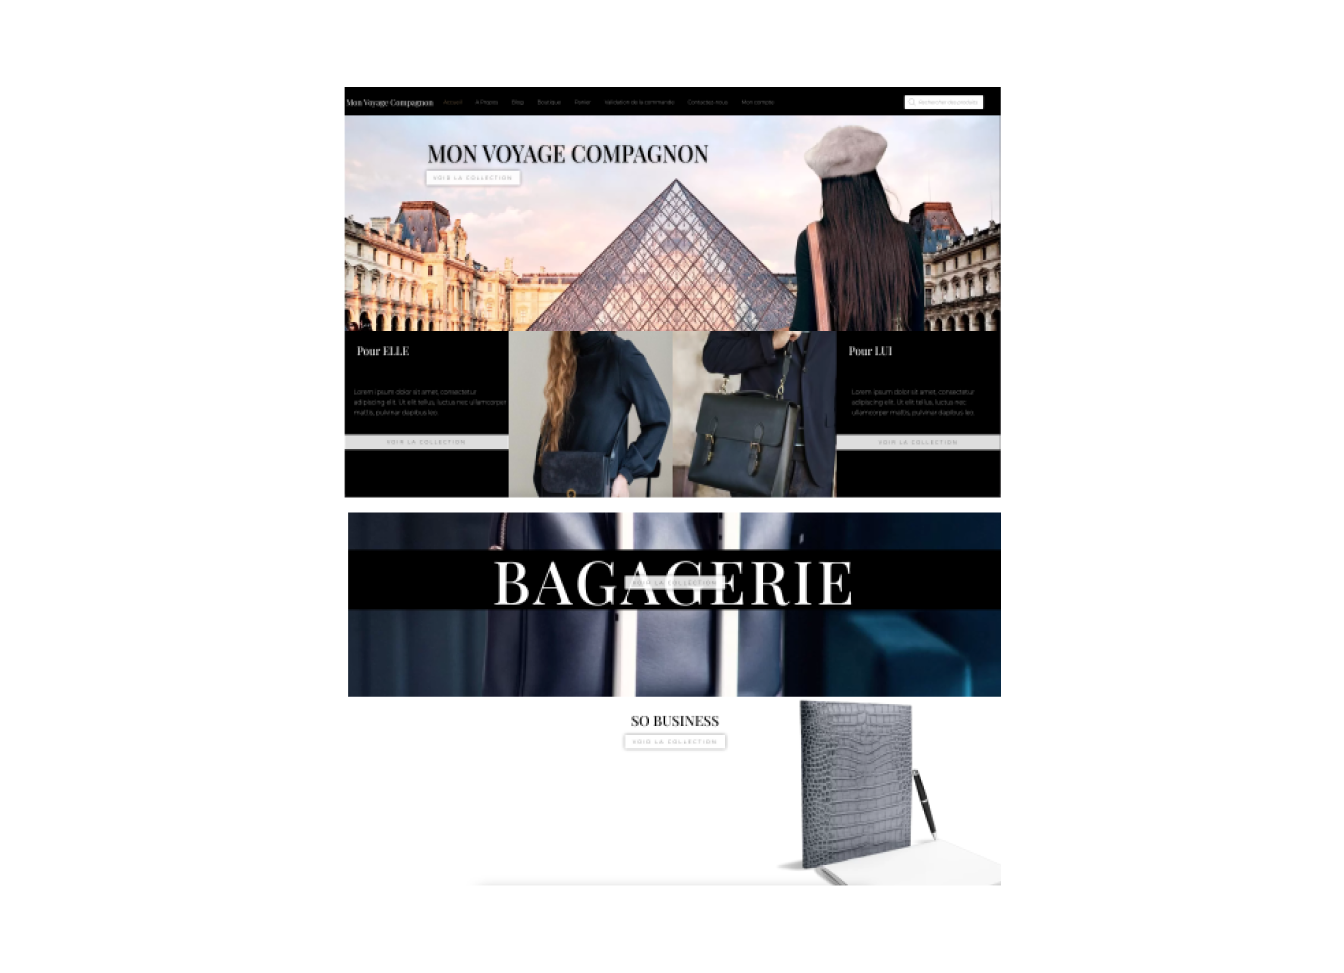 Mon Voyage Compagnon Accueil A Propos Blog Boutique Panier Validation de la commande Contactez-nous Mon compte Rechercher des produits
MON VOYAGE COMPAGNON
VOIR LA COLLECTION
Pour ELLE
Lorem ipsum dolor sit amet, consectetur
adipiscing elit. Ut elit tellus, luctus nec ullamcorper
mattis, pulvinar dapibus leo.
VOIR LA COLLECTION
Pour LUI
Lorem ipsum dolor sit amet, consectetur
adipiscing elit. Ut elit tellus, luctus nec
ullamcorper mattis, pulvinar dapibus leo.
VOIR LA COLLECTION
BAGAGERIE
VOIR LA COLLECTION
SO BUSINESS
VOIR LA COLLECTION